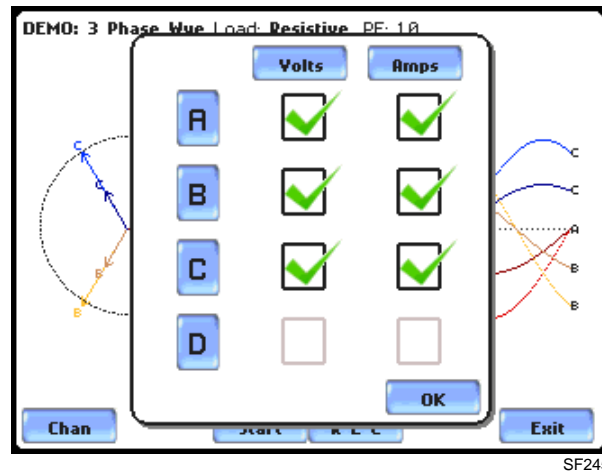 DEMO: 3 Phase Wye Load: Resistive PF: 1.0
Volts Amps
A
B
C
D
OK
C
C
B
B
C
C
A
B
B
Chan Start Exit
SF24